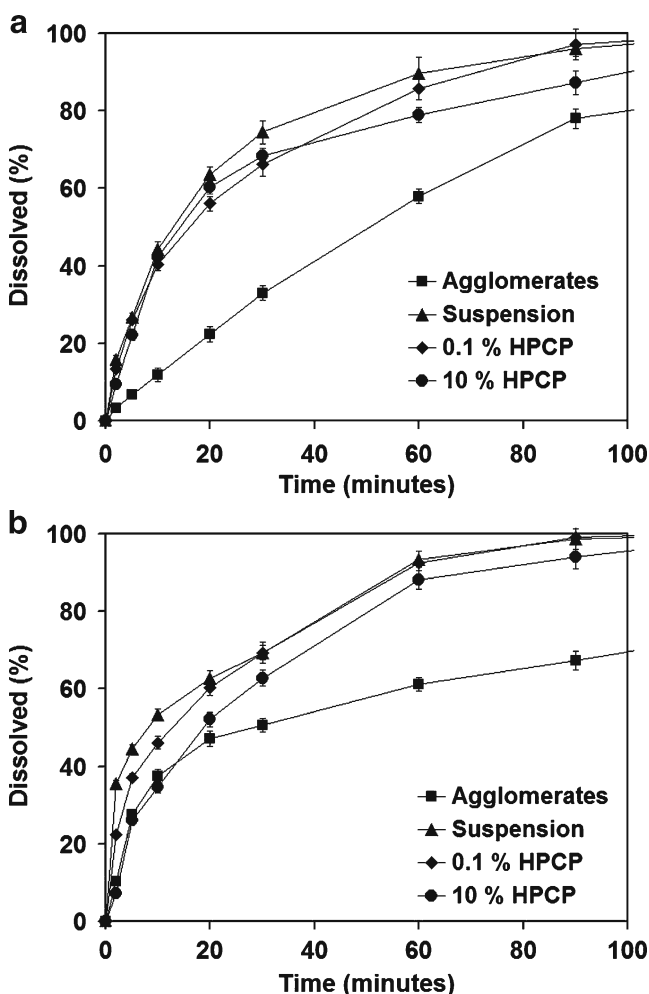 a
100
80
60
40
20
0
Dissolved (%)
Agglomerates
Suspension
0.1 % HPCP
10 % HPCP
0 20 40 60 80 100
Time (minutes)
b
100
80
60
40
20
0
Dissolved (%)
Agglomerates
Suspension
0.1 % HPCP
10 % HPCP
0 20 40 60 80 100
Time (minutes)